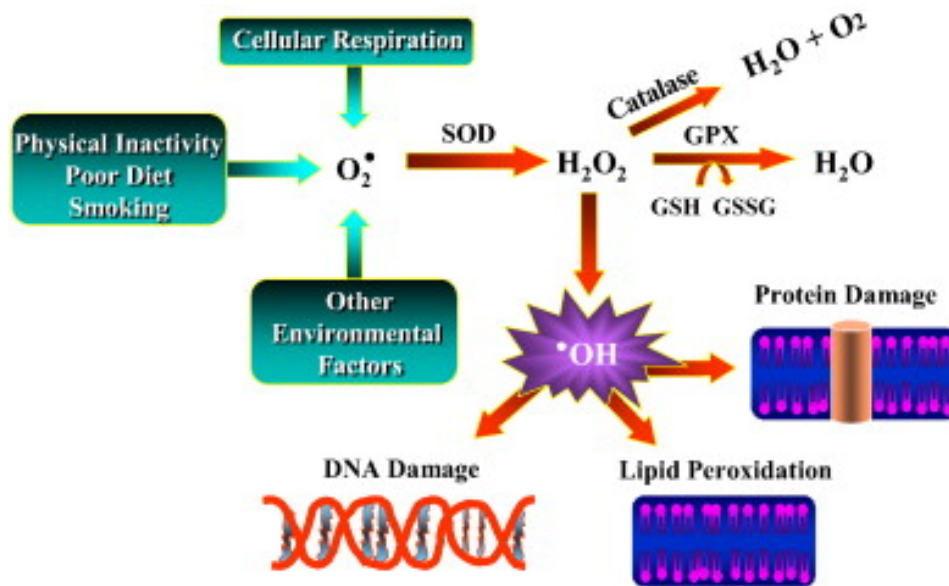 Cellular Respiration
Physical Inactivity
Poor Diet
Smoking
O₂•
SOD
H₂O₂
Catalase
H₂O + O₂
GPX
H₂O
GSH GSSG
Other
Environmental
Factors
•OH
Protein Damage
DNA Damage
Lipid Peroxidation